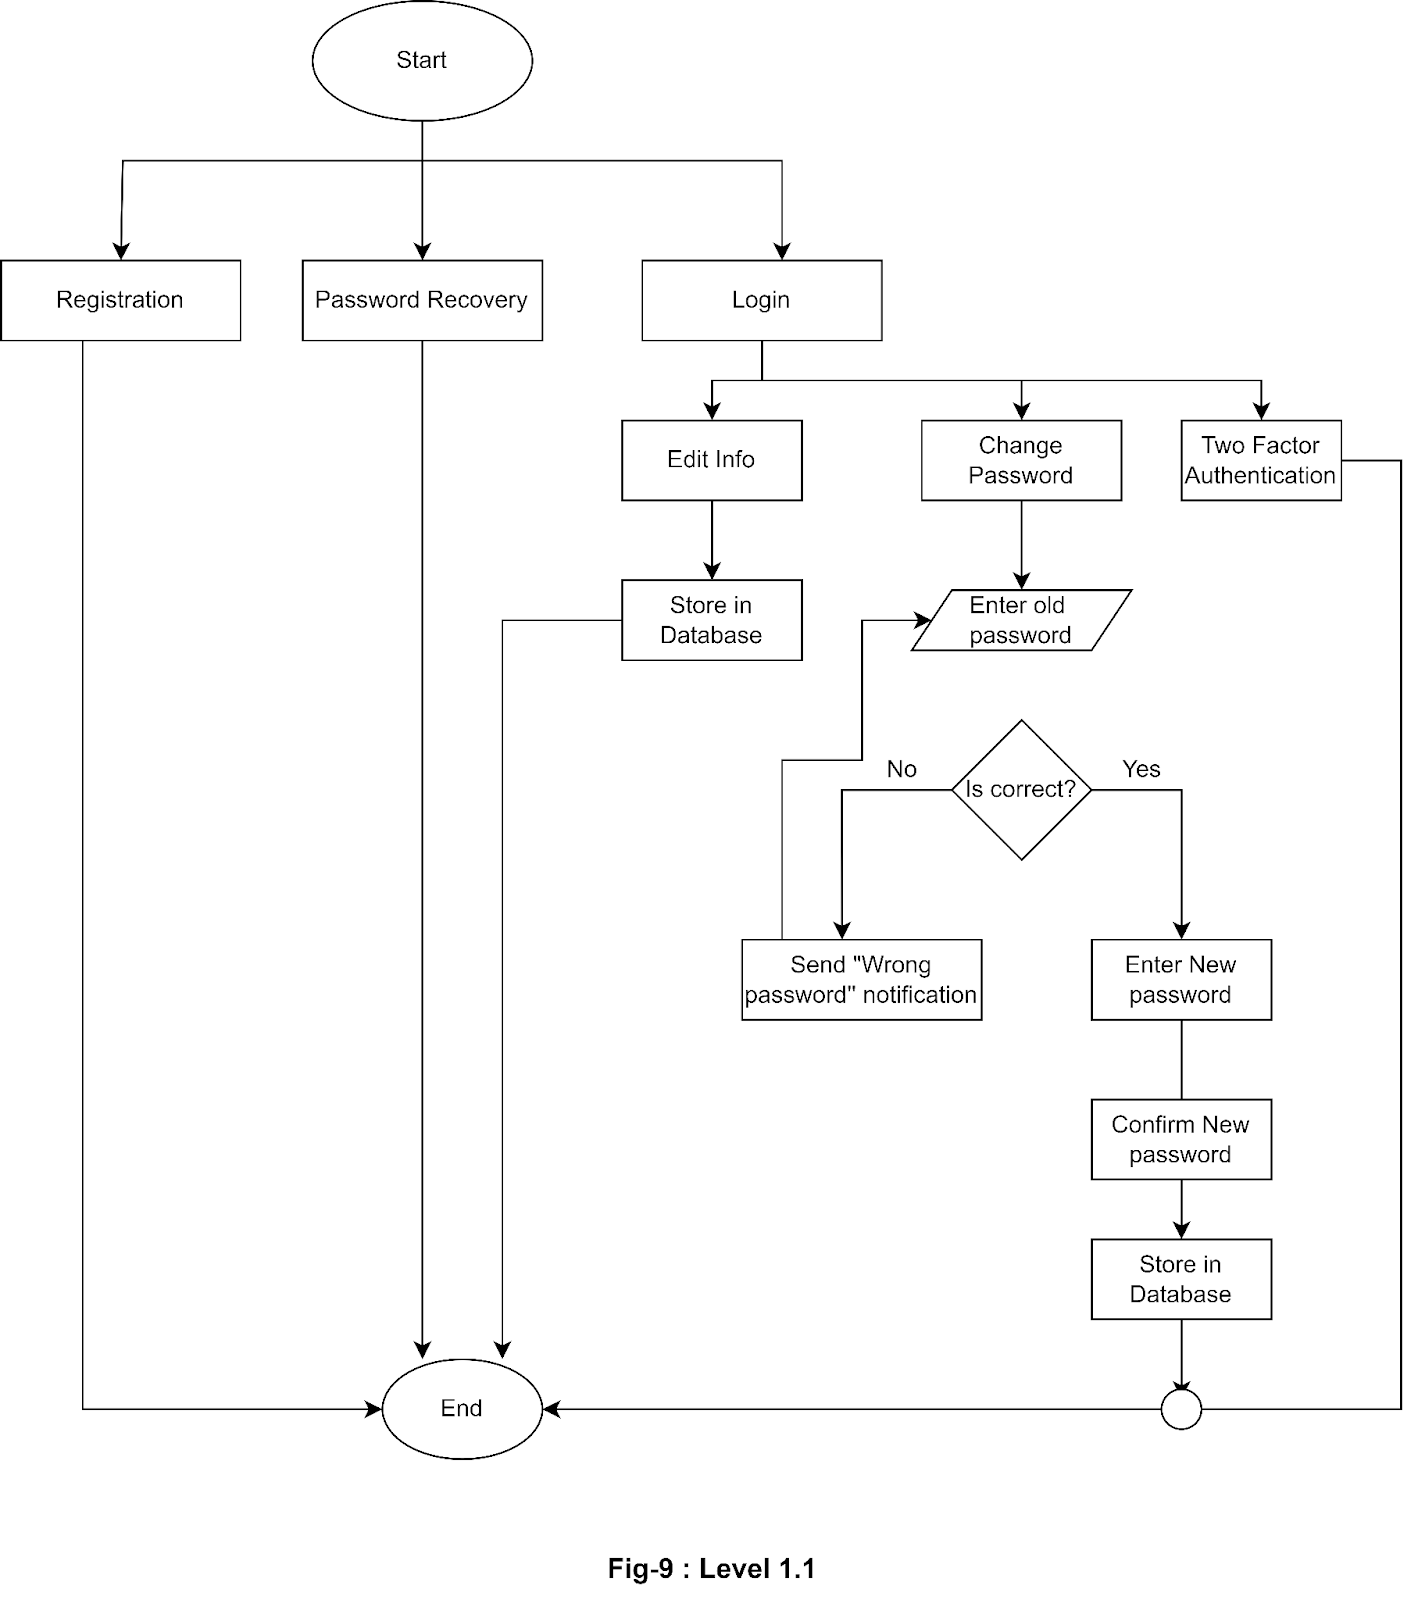 Start
Registration
Password Recovery
Login
Edit Info
Change
Password
Two Factor
Authentication
Store in
Database
Enter old
password
No
Is correct?
Yes
Send "Wrong
password" notification
Enter New
password
Confirm New
password
Store in
Database
End
Fig-9 : Level 1.1